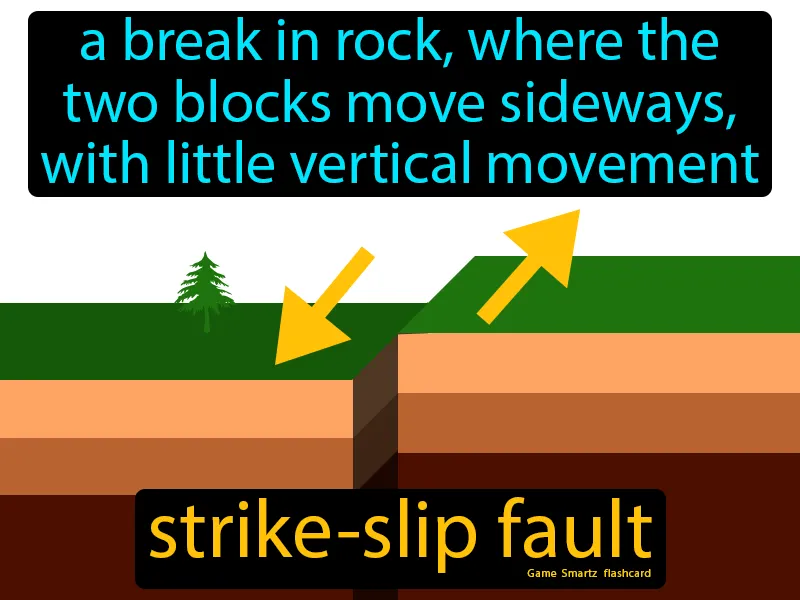 a break in rock, where the
two blocks move sideways,
with little vertical movement
strike-slip fault
Game Smartz flashcard